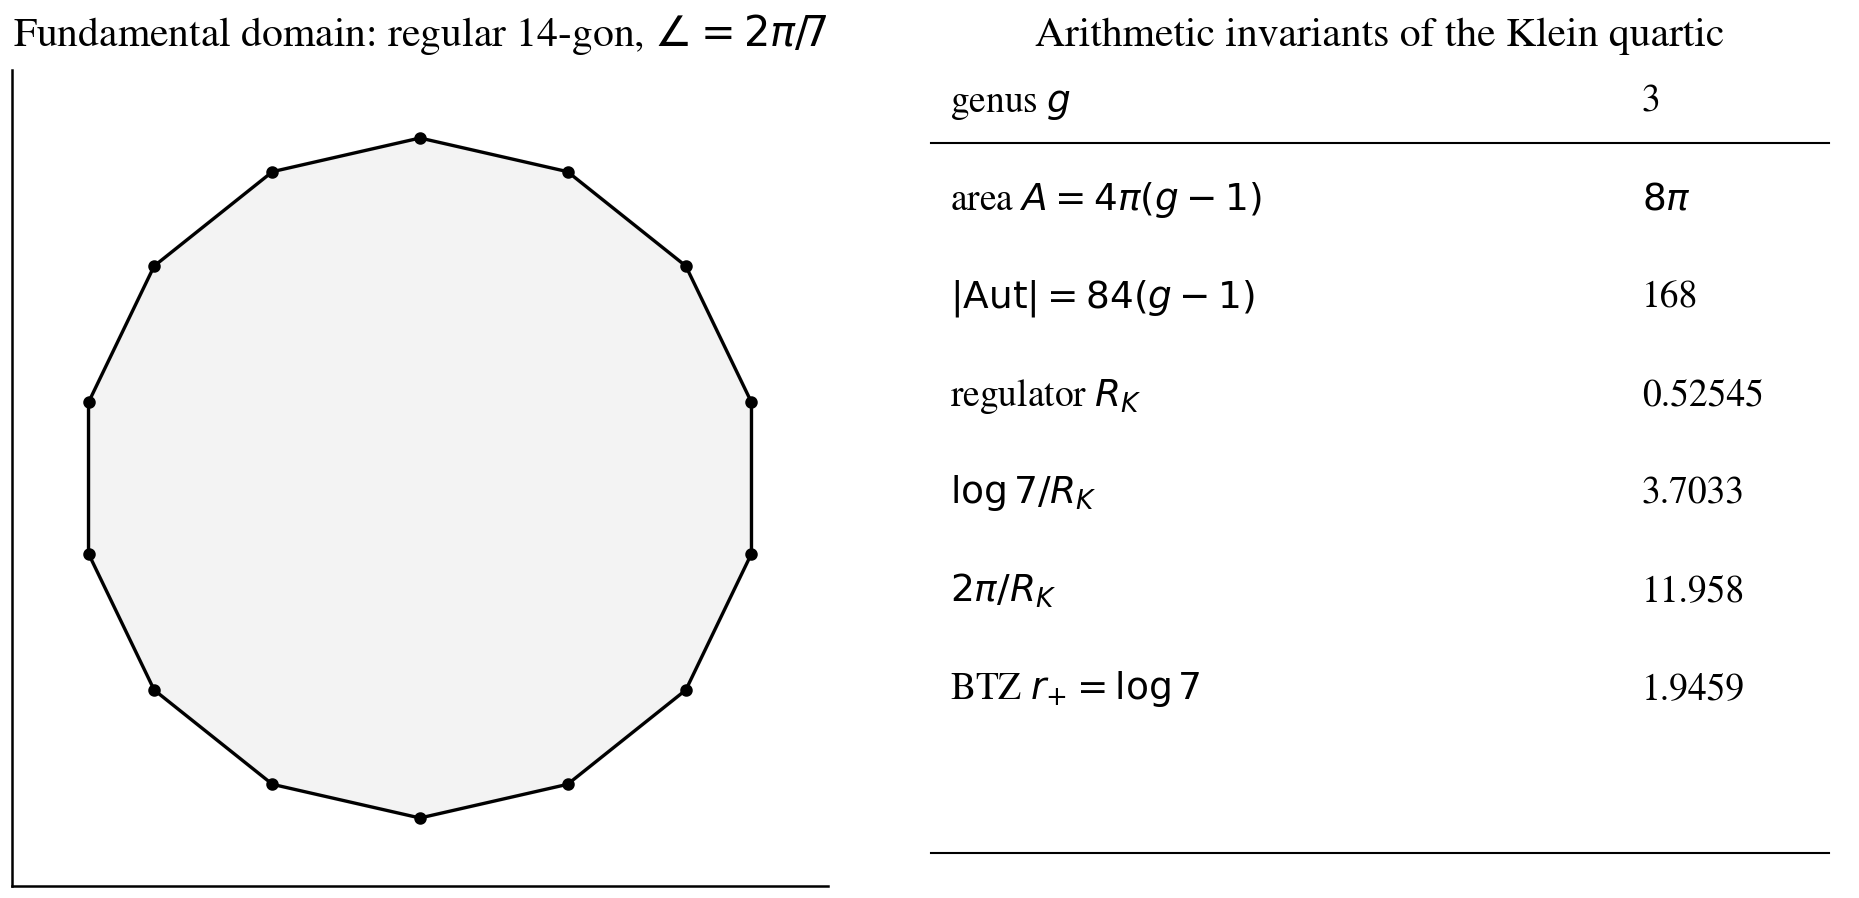 Fundamental domain: regular 14-gon, ∠ = 2π/7
Arithmetic invariants of the Klein quartic
genus g 3
area A = 4π(g − 1) 8π
|Aut| = 84(g − 1) 168
regulator R_K 0.52545
log 7/R_K 3.7033
2π/R_K 11.958
BTZ r₊ = log 7 1.9459